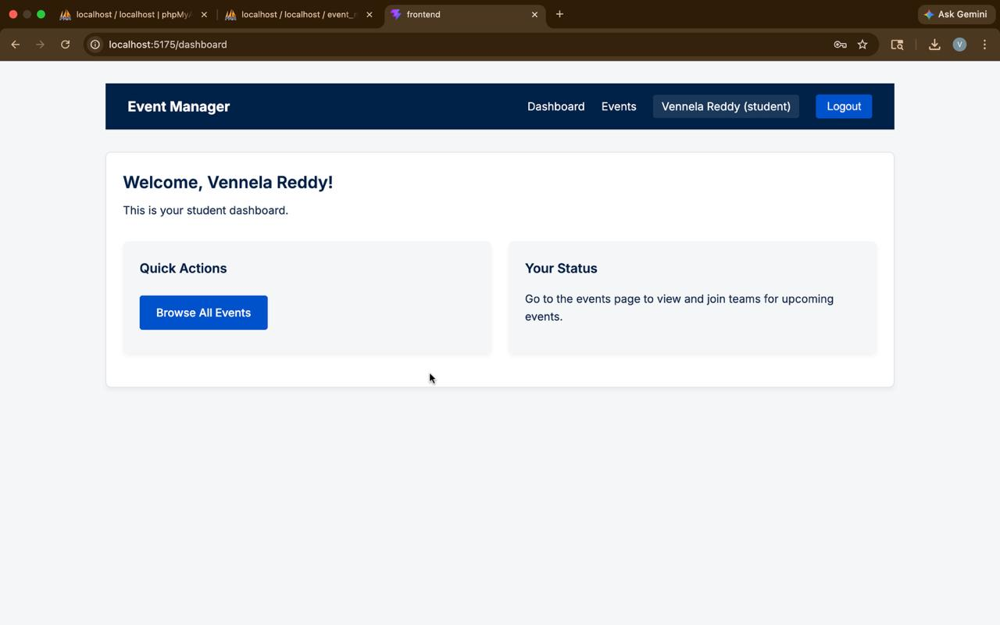 localhost / localhost | phpMyA
localhost / localhost / event_
frontend
Ask Gemini
localhost:5175/dashboard
V
Event Manager
Dashboard
Events
Vennela Reddy (student)
Logout
Welcome, Vennela Reddy!
This is your student dashboard.
Quick Actions
Browse All Events
Your Status
Go to the events page to view and join teams for upcoming
events.